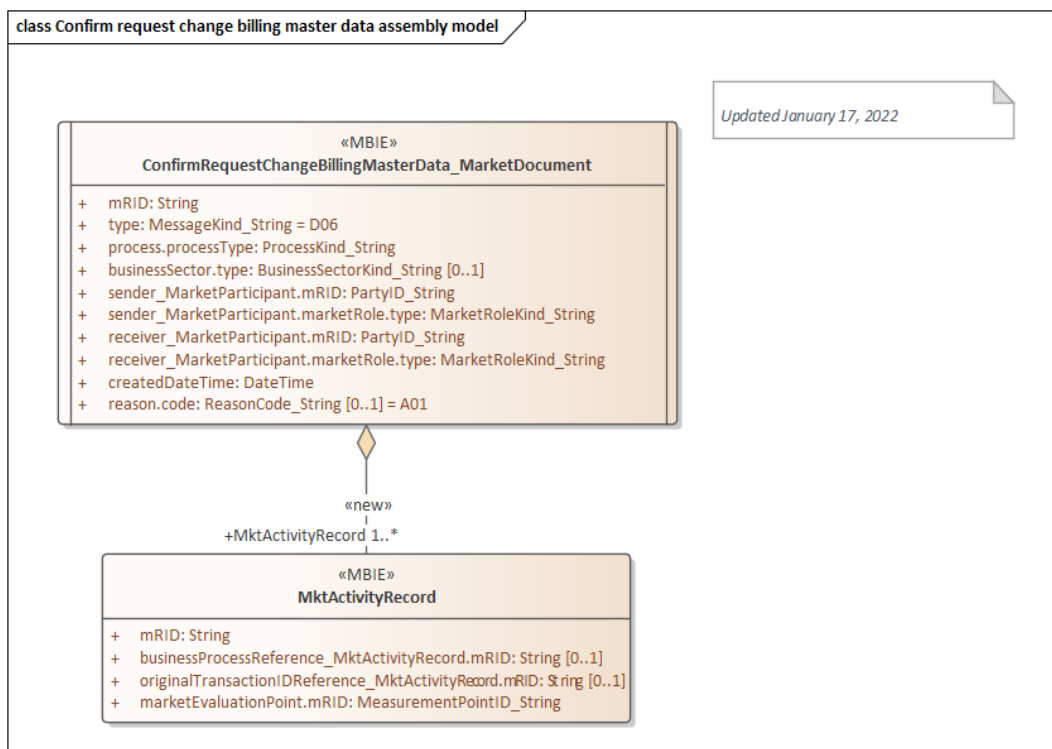 class Confirm request change billing master data assembly model
Updated January 17, 2022
«MBIE»
ConfirmRequestChangeBillingMasterData_MarketDocument
+ mRID: String
+ type: MessageKind_String = D06
+ process.processType: ProcessKind_String
+ businessSector.type: BusinessSectorKind_String [0..1]
+ sender_MarketParticipant.mRID: PartyID_String
+ sender_MarketParticipant.marketRole.type: MarketRoleKind_String
+ receiver_MarketParticipant.mRID: PartyID_String
+ receiver_MarketParticipant.marketRole.type: MarketRoleKind_String
+ createdDateTime: DateTime
+ reason.code: ReasonCode_String [0..1] = A01
«new»
+MktActivityRecord 1..*
«MBIE»
MktActivityRecord
+ mRID: String
+ businessProcessReference_MktActivityRecord.mRID: String [0..1]
+ originalTransactionIDReference_MktActivityRecord.mRID: String [0..1]
+ marketEvaluationPoint.mRID: MeasurementPointID_String